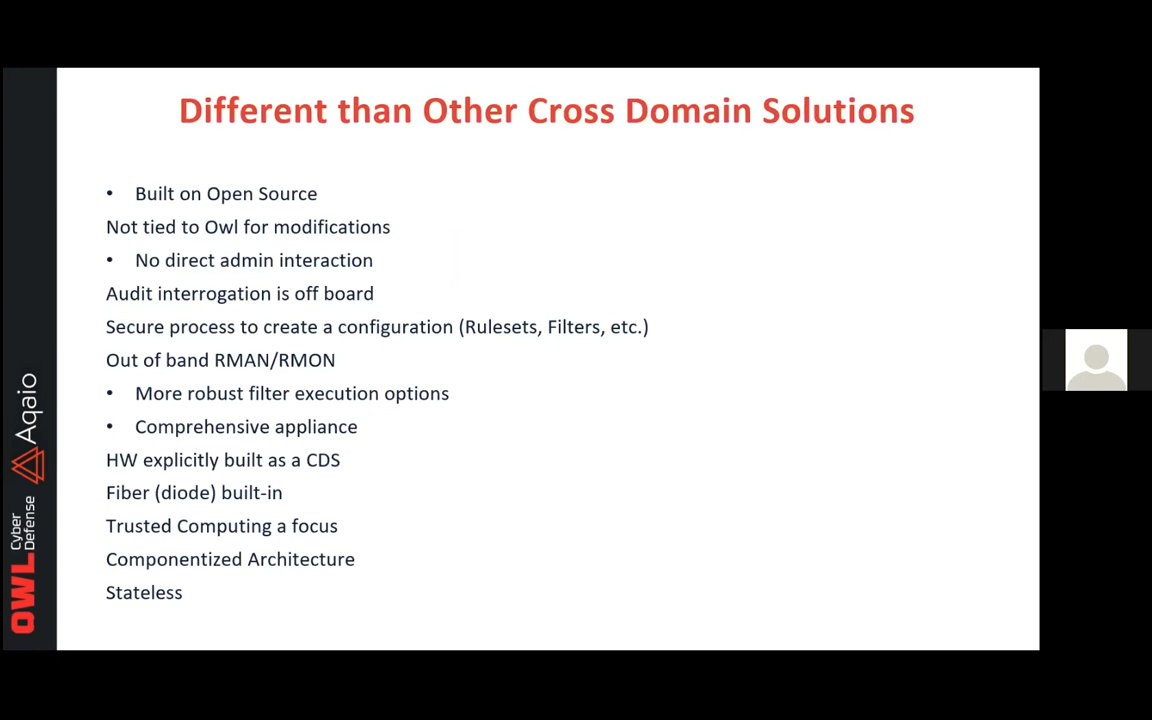 Different than Other Cross Domain Solutions
• Built on Open Source
Not tied to Owl for modifications
• No direct admin interaction
Audit interrogation is off board
Secure process to create a configuration (Rulesets, Filters, etc.)
Out of band RMAN/RMON
• More robust filter execution options
• Comprehensive appliance
HW explicitly built as a CDS
Fiber (diode) built-in
Trusted Computing a focus
Componentized Architecture
Stateless
OWL Cyber Defense
Aqaio